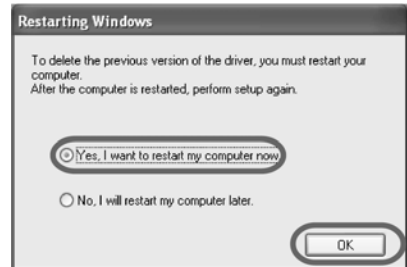 Restarting Windows
To delete the previous version of the driver, you must restart your
computer.
After the computer is restarted, perform setup again.
Yes, I want to restart my computer now.
No, I will restart my computer later.
OK